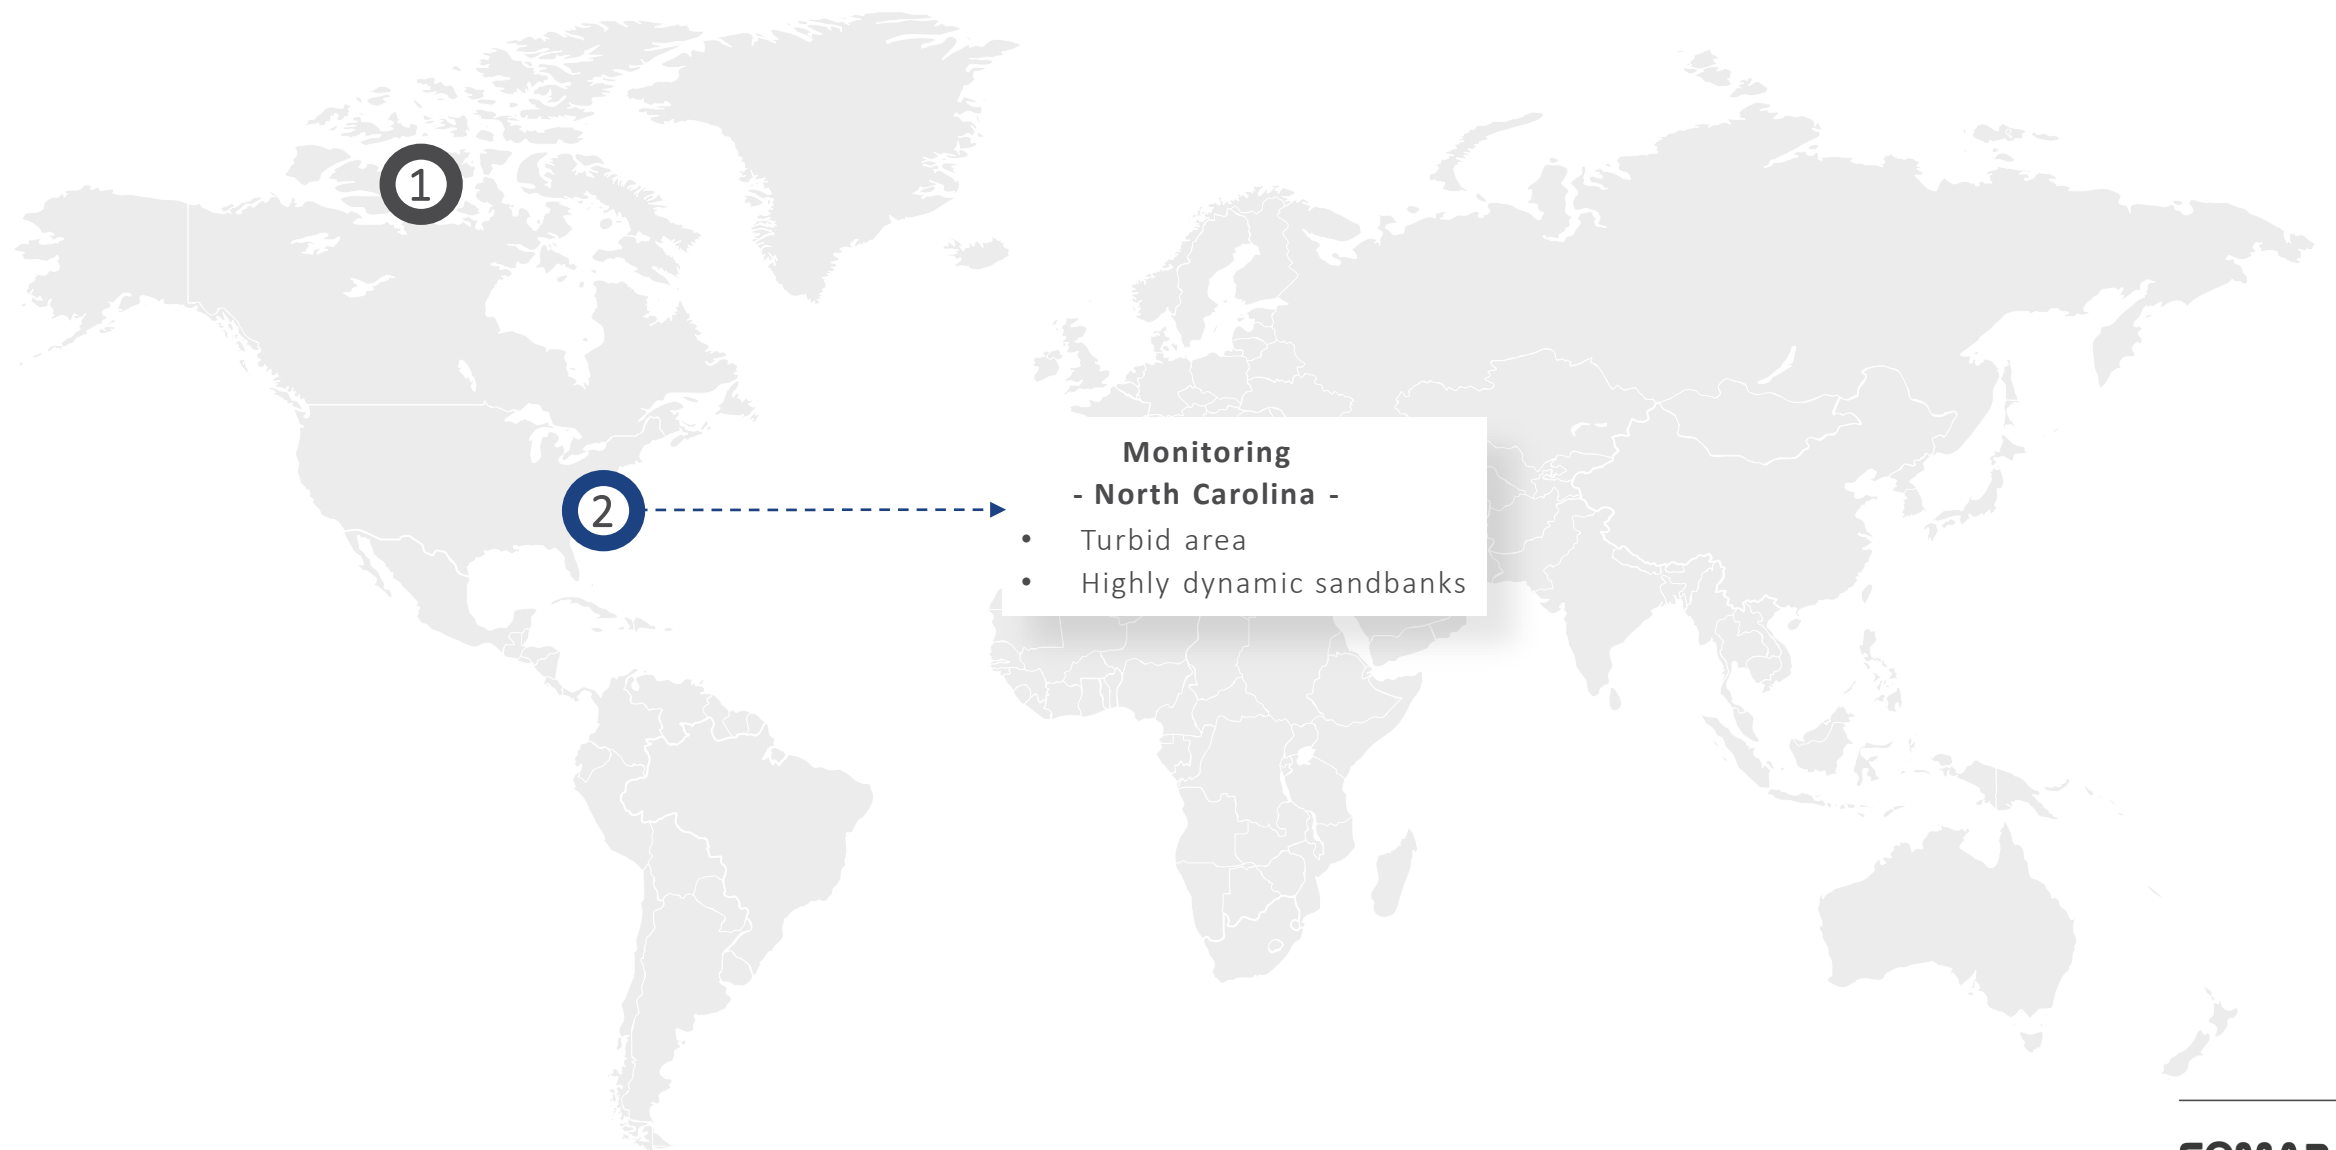 1
2
Monitoring
- North Carolina -
• Turbid area
• Highly dynamic sandbanks